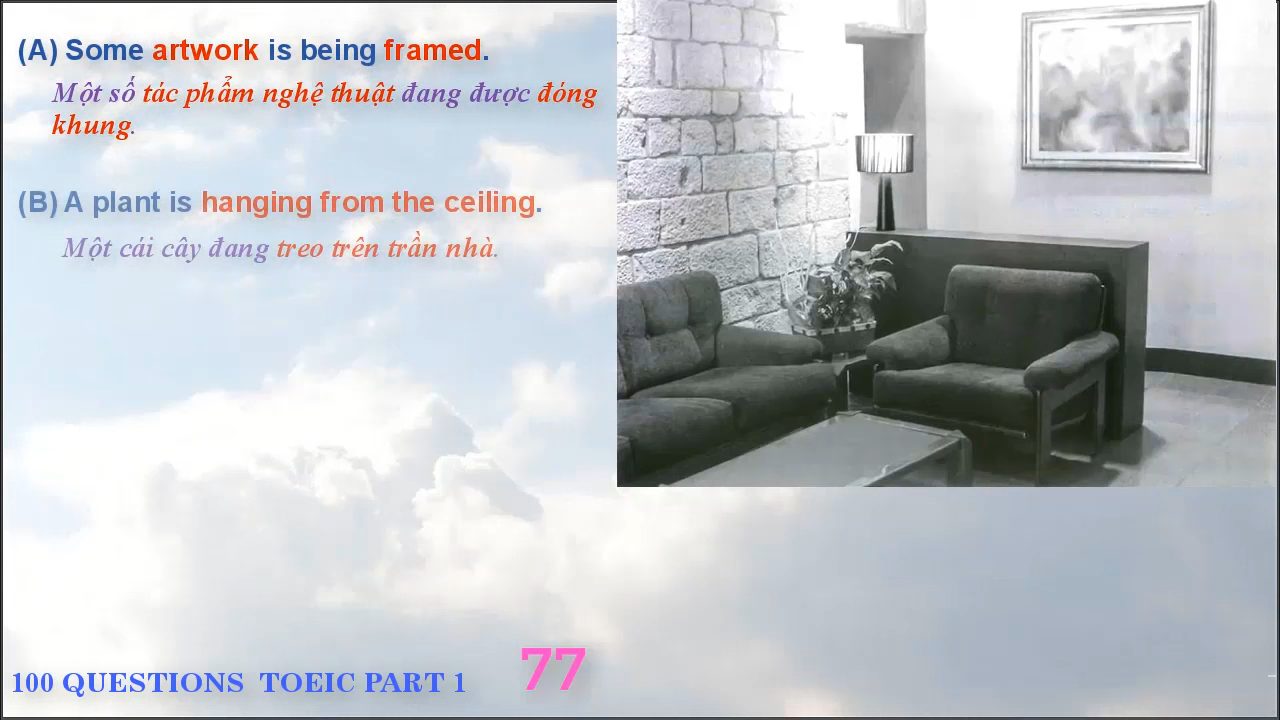 (A) Some artwork is being framed.
Một số tác phẩm nghệ thuật đang được đóng
khung.
(B) A plant is hanging from the ceiling.
Một cái cây đang treo trên trần nhà.
100 QUESTIONS TOEIC PART 1
77